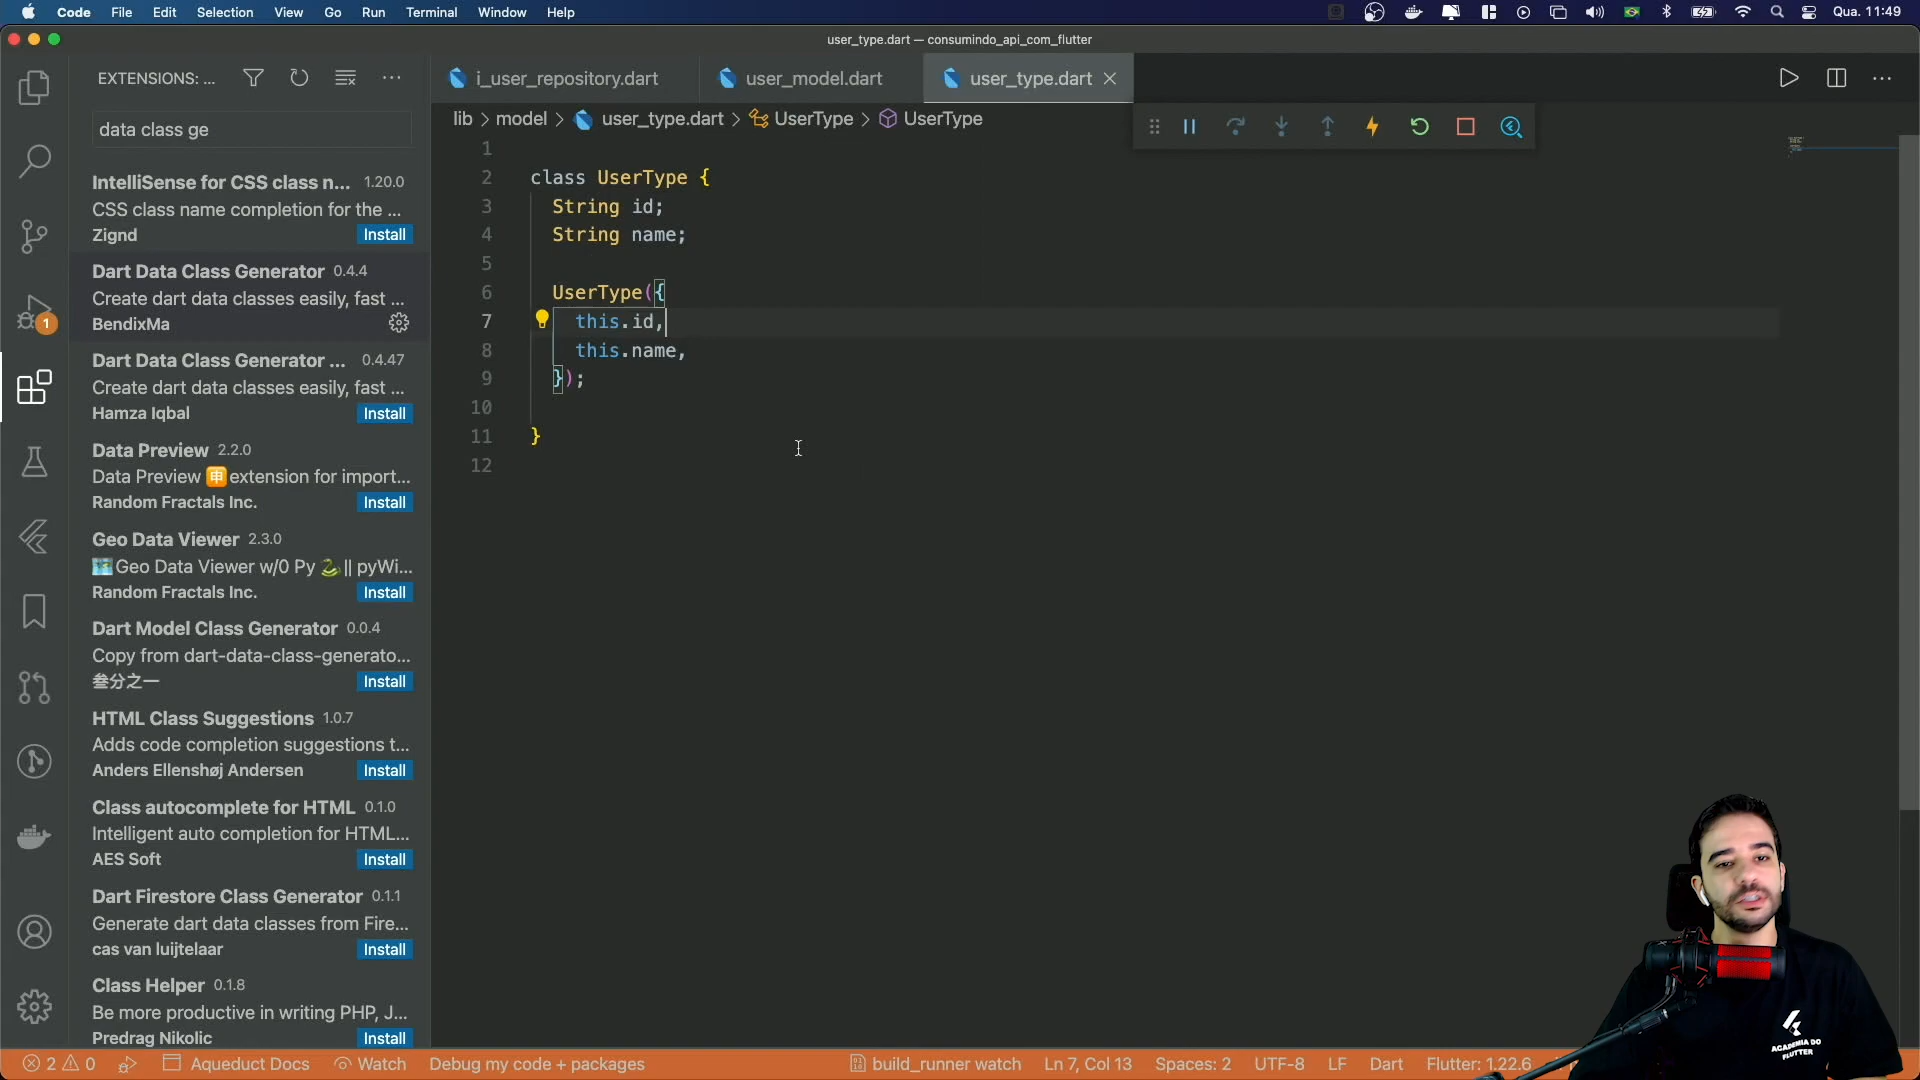 Code File Edit Selection View Go Run Terminal Window Help
Qua. 11:49
user_type.dart — consumindo_api_com_flutter
EXTENSIONS: ...
i_user_repository.dart
user_model.dart
user_type.dart
data class ge
lib > model > user_type.dart > UserType > UserType
IntelliSense for CSS class n... 1.20.0
CSS class name completion for the ...
Zignd
Install
Dart Data Class Generator 0.4.4
Create dart data classes easily, fast ...
BendixMa
Dart Data Class Generator ... 0.4.47
Create dart data classes easily, fast ...
Hamza Iqbal
Install
Data Preview 2.2.0
Data Preview 🈸 extension for import...
Random Fractals Inc.
Install
Geo Data Viewer 2.3.0
🗺️ Geo Data Viewer w/0 Py 🐍 || pyWi...
Random Fractals Inc.
Install
Dart Model Class Generator 0.0.4
Copy from dart-data-class-generato...
叁分之一
Install
HTML Class Suggestions 1.0.7
Adds code completion suggestions t...
Anders Ellenshøj Andersen
Install
Class autocomplete for HTML 0.1.0
Intelligent auto completion for HTML...
AES Soft
Install
Dart Firestore Class Generator 0.1.1
Generate dart data classes from Fire...
cas van luijtelaar
Install
Class Helper 0.1.8
Be more productive in writing PHP, J...
Predrag Nikolic
Install
1
1
2 class UserType {
3 String id;
4 String name;
5
6 UserType({
7 this.id,
8 this.name,
9 });
10
11 }
12
ACADEMIA DO
FLUTTER
2 0 Aqueduct Docs Watch Debug my code + packages build_runner watch Ln 7, Col 13 Spaces: 2 UTF-8 LF Dart Flutter: 1.22.6